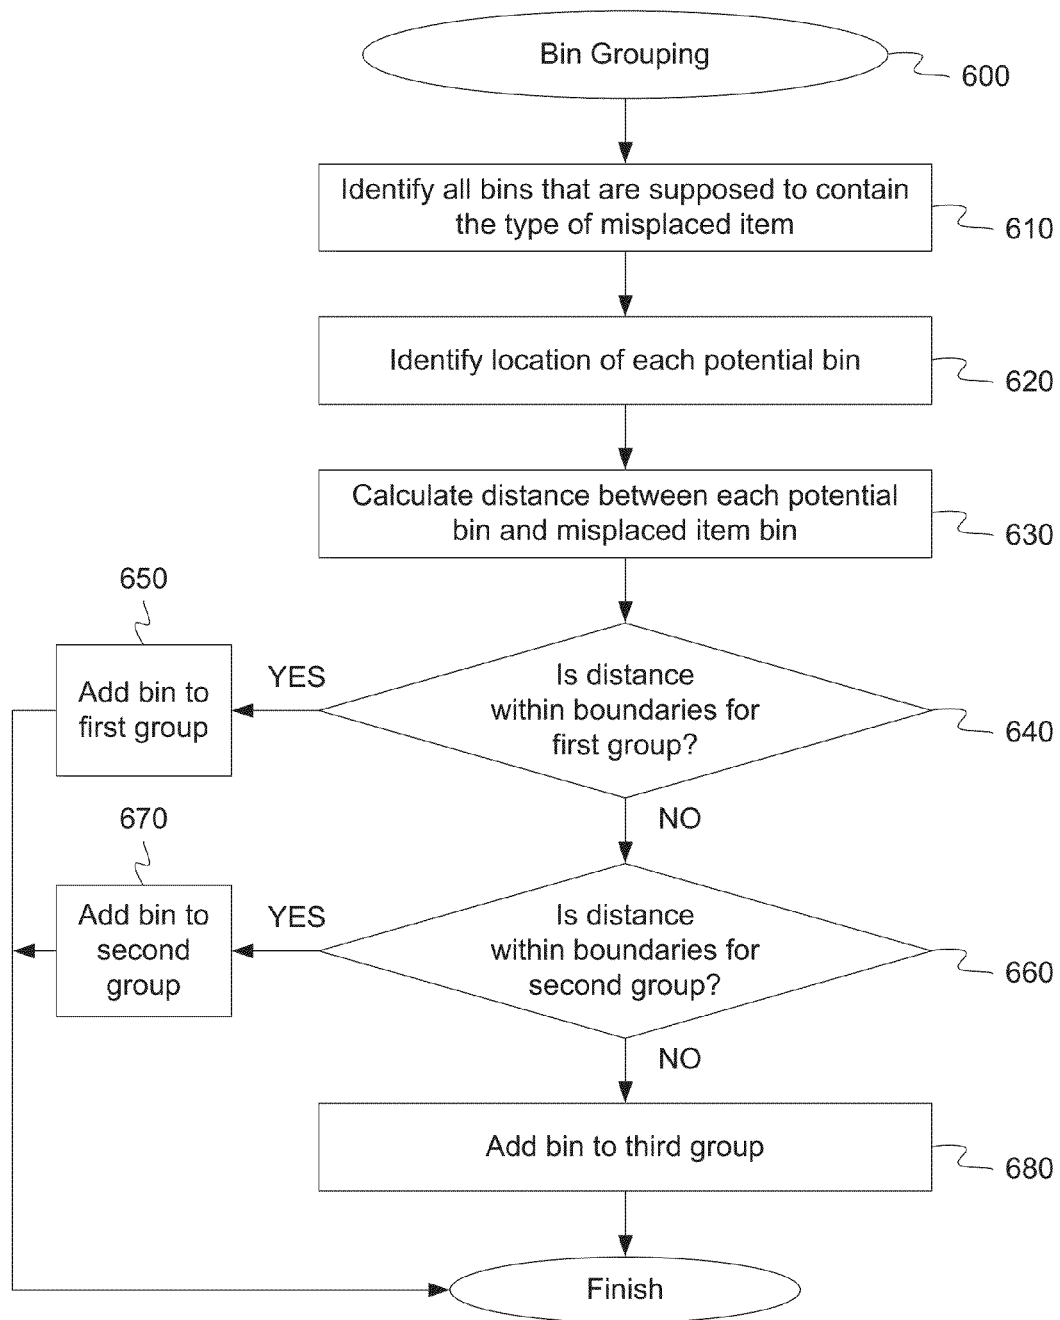 Bin Grouping
600
Identify all bins that are supposed to contain
the type of misplaced item
610
Identify location of each potential bin
620
Calculate distance between each potential
bin and misplaced item bin
630
650
Add bin to
first group
YES
Is distance
within boundaries for
first group?
640
NO
670
Add bin to
second
group
YES
Is distance
within boundaries for
second group?
660
NO
Add bin to third group
680
Finish